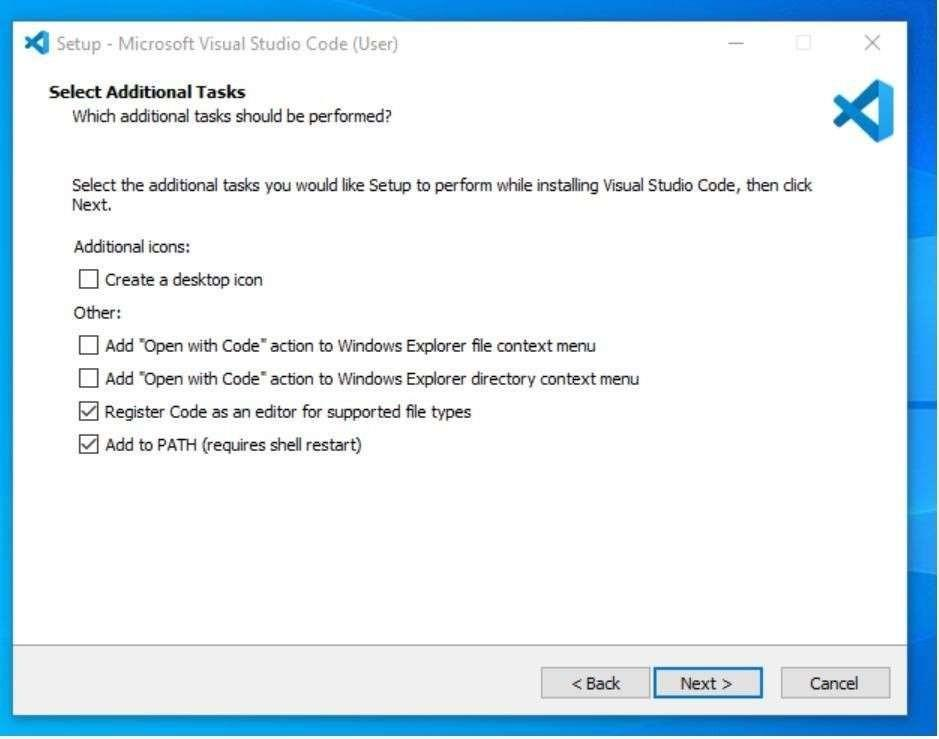 Setup - Microsoft Visual Studio Code (User)
Select Additional Tasks
Which additional tasks should be performed?
Select the additional tasks you would like Setup to perform while installing Visual Studio Code, then click
Next.
Additional icons:
Create a desktop icon
Other:
Add "Open with Code" action to Windows Explorer file context menu
Add "Open with Code" action to Windows Explorer directory context menu
Register Code as an editor for supported file types
Add to PATH (requires shell restart)
< Back Next > Cancel